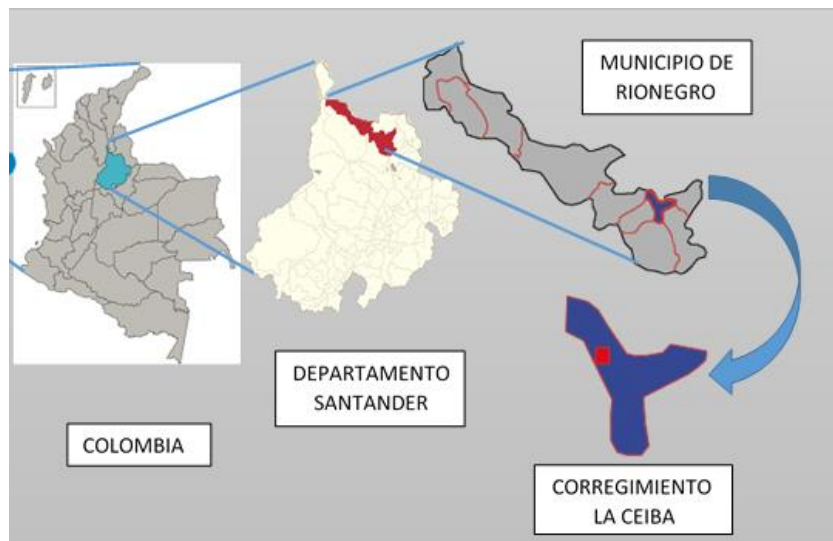 MUNICIPIO DE
RIONEGRO
DEPARTAMENTO
SANTANDER
COLOMBIA
CORREGIMIENTO
LA CEIBA